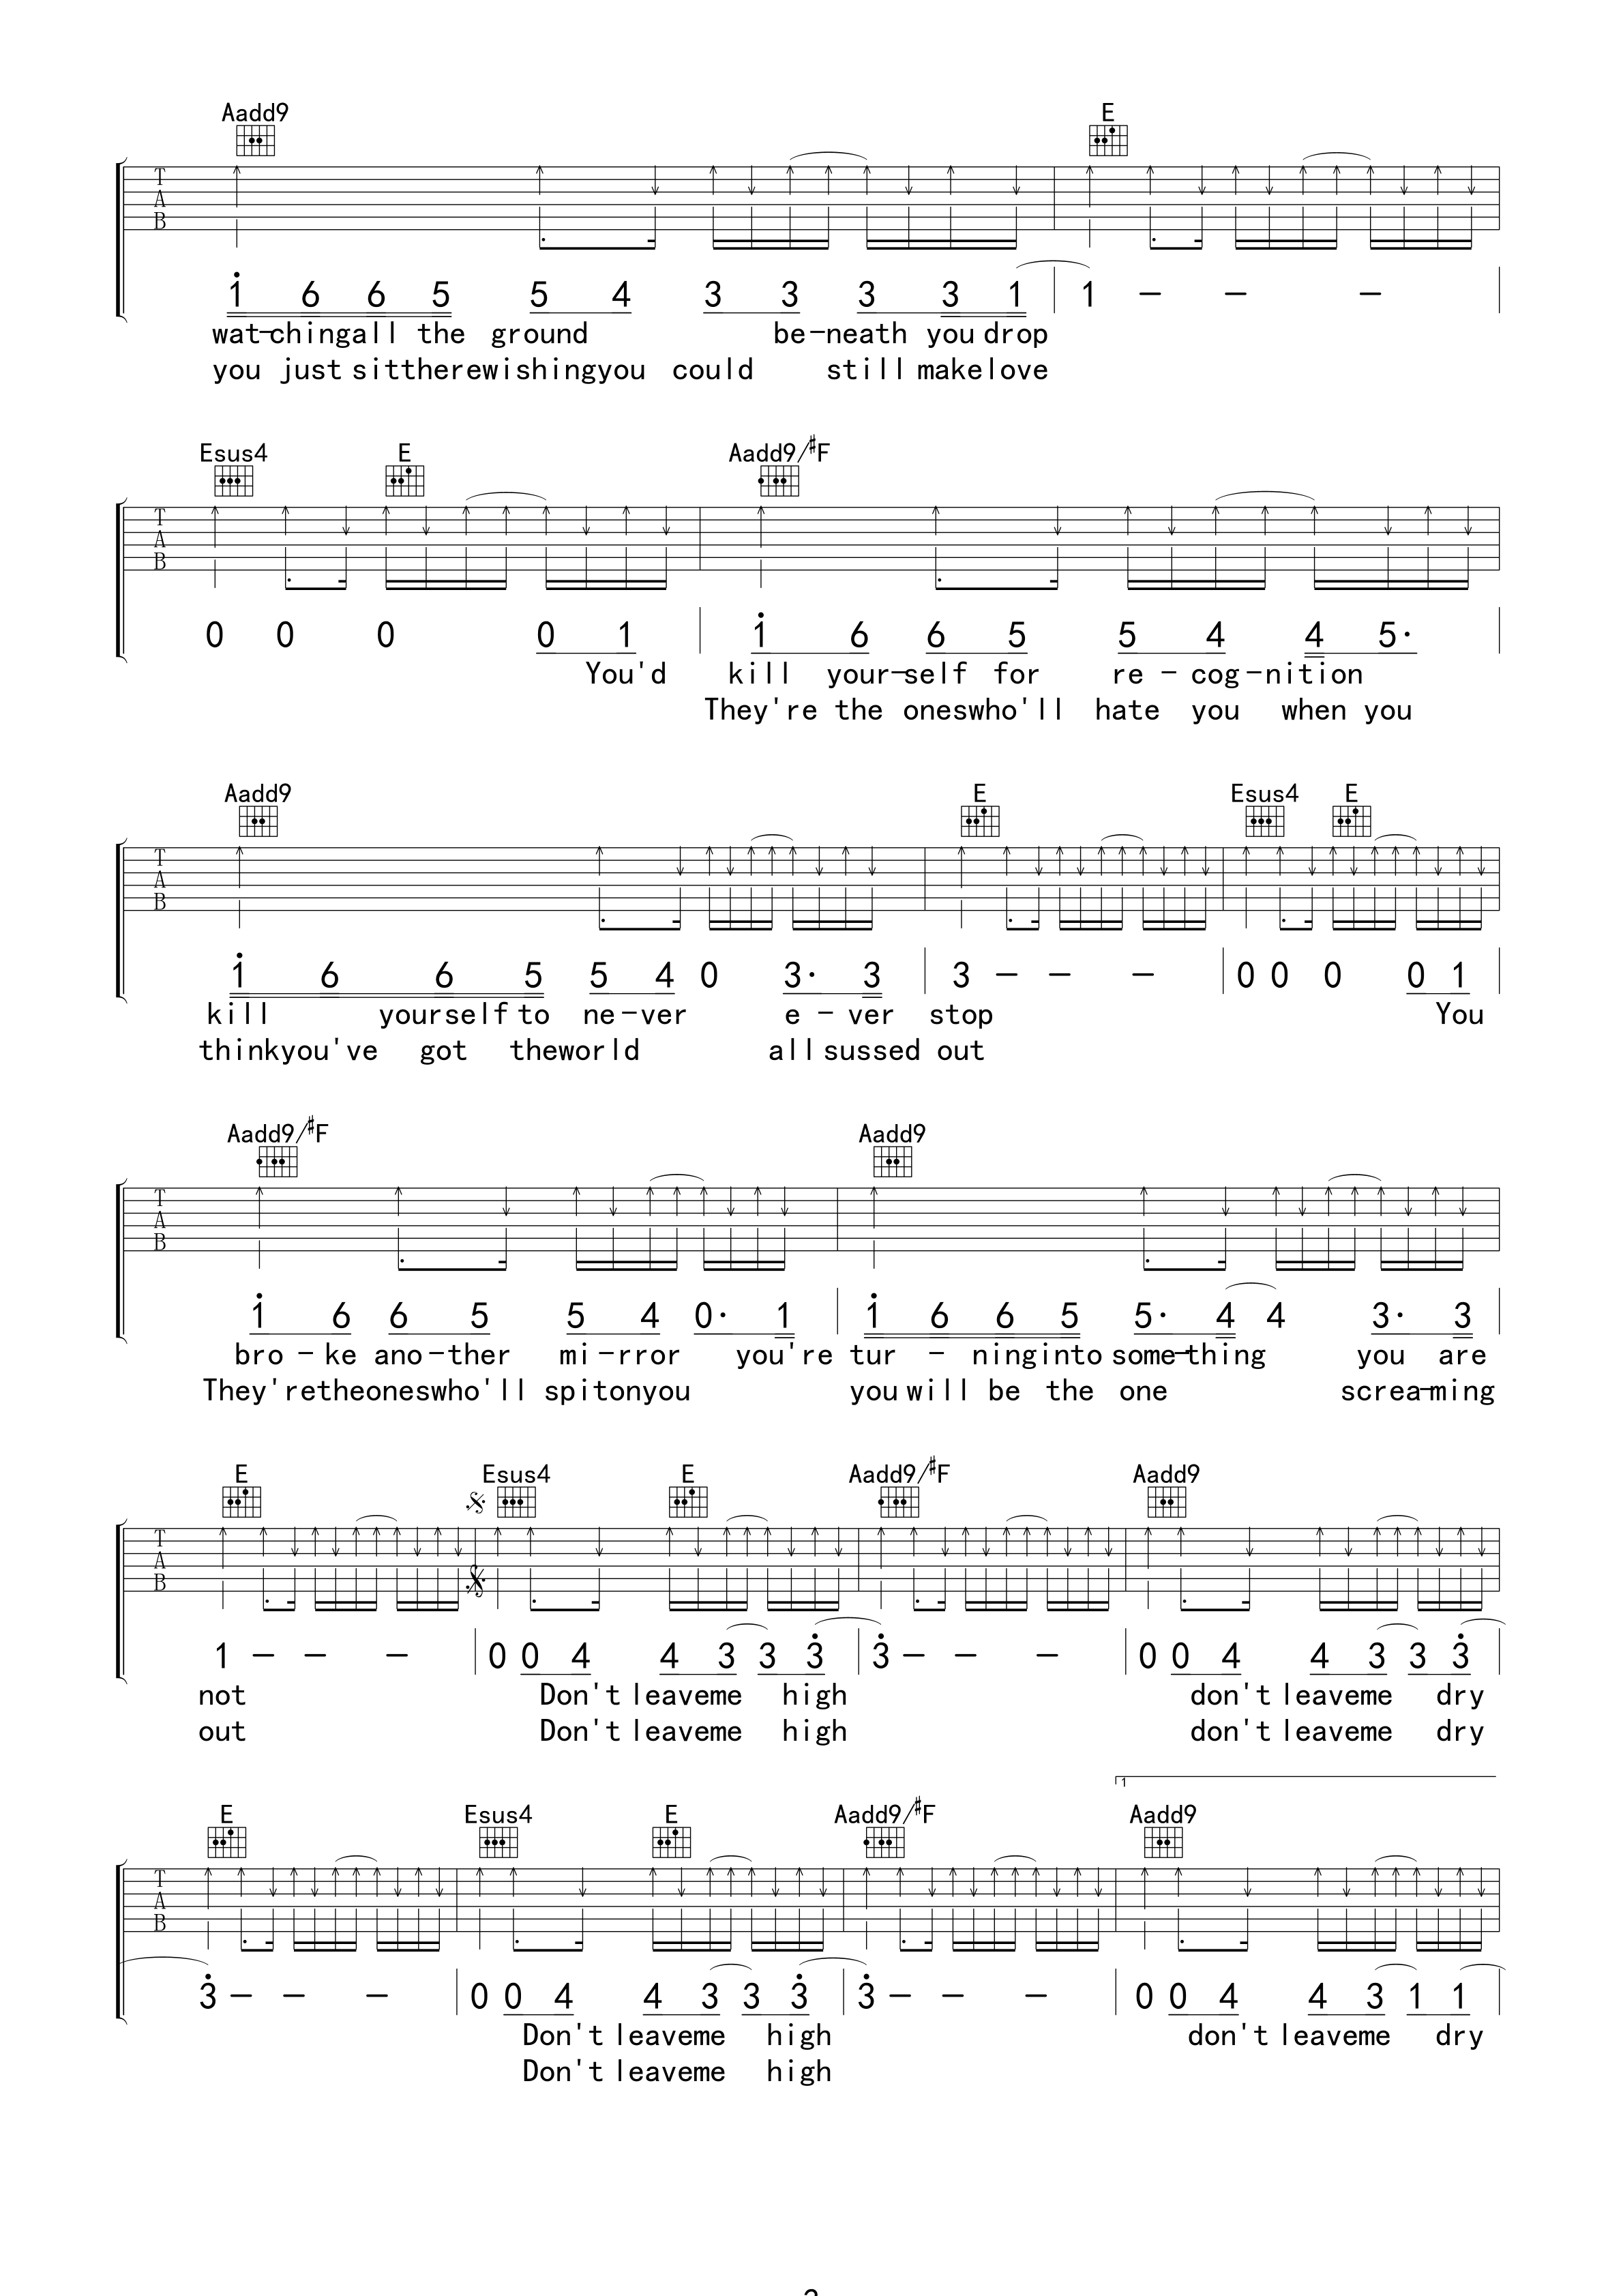 Aadd9 E
T A B
1 6 6 5 5 4 3 3 3 3 1 1 - - -
wat-chingall the ground be-neath you drop
you just sittherewishingyou could still makelove
Esus4 E Aadd9/#F
T A B
0 0 0 0 1 1 6 6 5 5 4 4 5·
You'd kill your-self for re - cog-nition
They're the oneswho'll hate you when you
Aadd9 E Esus4 E
T A B
1 6 6 5 5 4 0 3· 3 3 - - - 0 0 0 0 1
kill yourself to ne-ver e - ver stop You
thinkyou've got theworld all sussed out
Aadd9/#F Aadd9
T A B
1 6 6 5 5 4 0· 1 1 6 6 5 5· 4 4 3· 3
bro - ke ano-ther mi-rror you're tur - ninginto some-thing you are
They'retheoneswho'll spitonyou you will be the one screa-ming
E Esus4 E Aadd9/#F Aadd9
T A B
1 - - - 0 0 4 4 3 3 3 3 - - - 0 0 4 4 3 3 3
not Don't leaveme high don't leaveme dry
out Don't leaveme high don't leaveme dry
1
E Esus4 E Aadd9/#F Aadd9
T A B
3 - - - 0 0 4 4 3 3 3 3 - - - 0 0 4 4 3 1 1
Don't leaveme high don't leaveme dry
Don't leaveme high